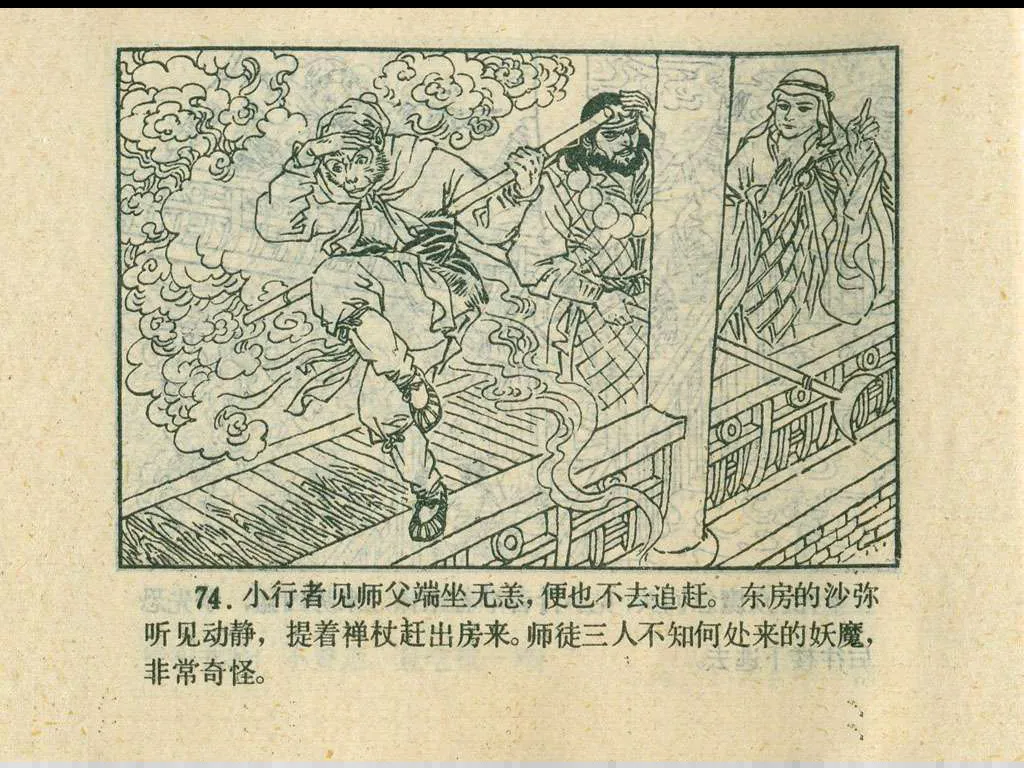 74. 小行者见师父端坐无恙，便也不去追赶。东房的沙弥
听见动静，提着禅杖赶出房来。师徒三人不知何处来的妖魔，
非常奇怪。